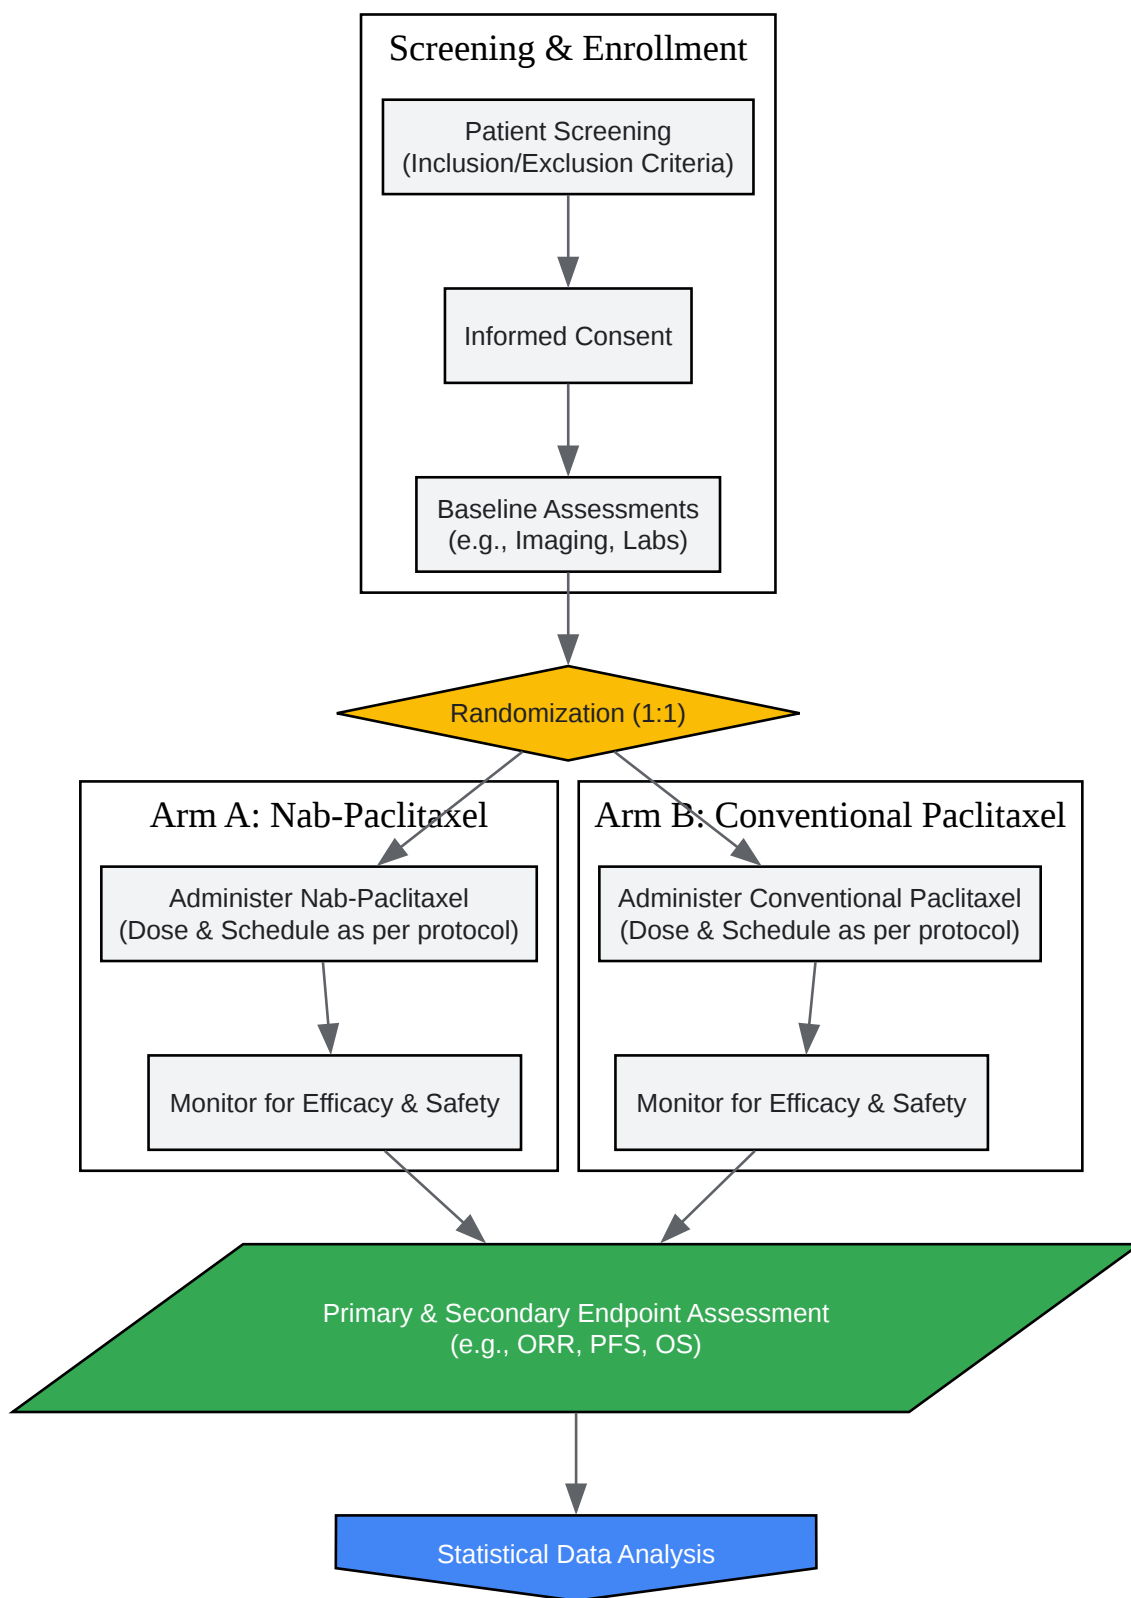 Screening & Enrollment
Patient Screening
(Inclusion/Exclusion Criteria)
Informed Consent
Baseline Assessments
(e.g., Imaging, Labs)
Randomization (1:1)
Arm A: Nab-Paclitaxel
Administer Nab-Paclitaxel
(Dose & Schedule as per protocol)
Monitor for Efficacy & Safety
Arm B: Conventional Paclitaxel
Administer Conventional Paclitaxel
(Dose & Schedule as per protocol)
Monitor for Efficacy & Safety
Primary & Secondary Endpoint Assessment
(e.g., ORR, PFS, OS)
Statistical Data Analysis